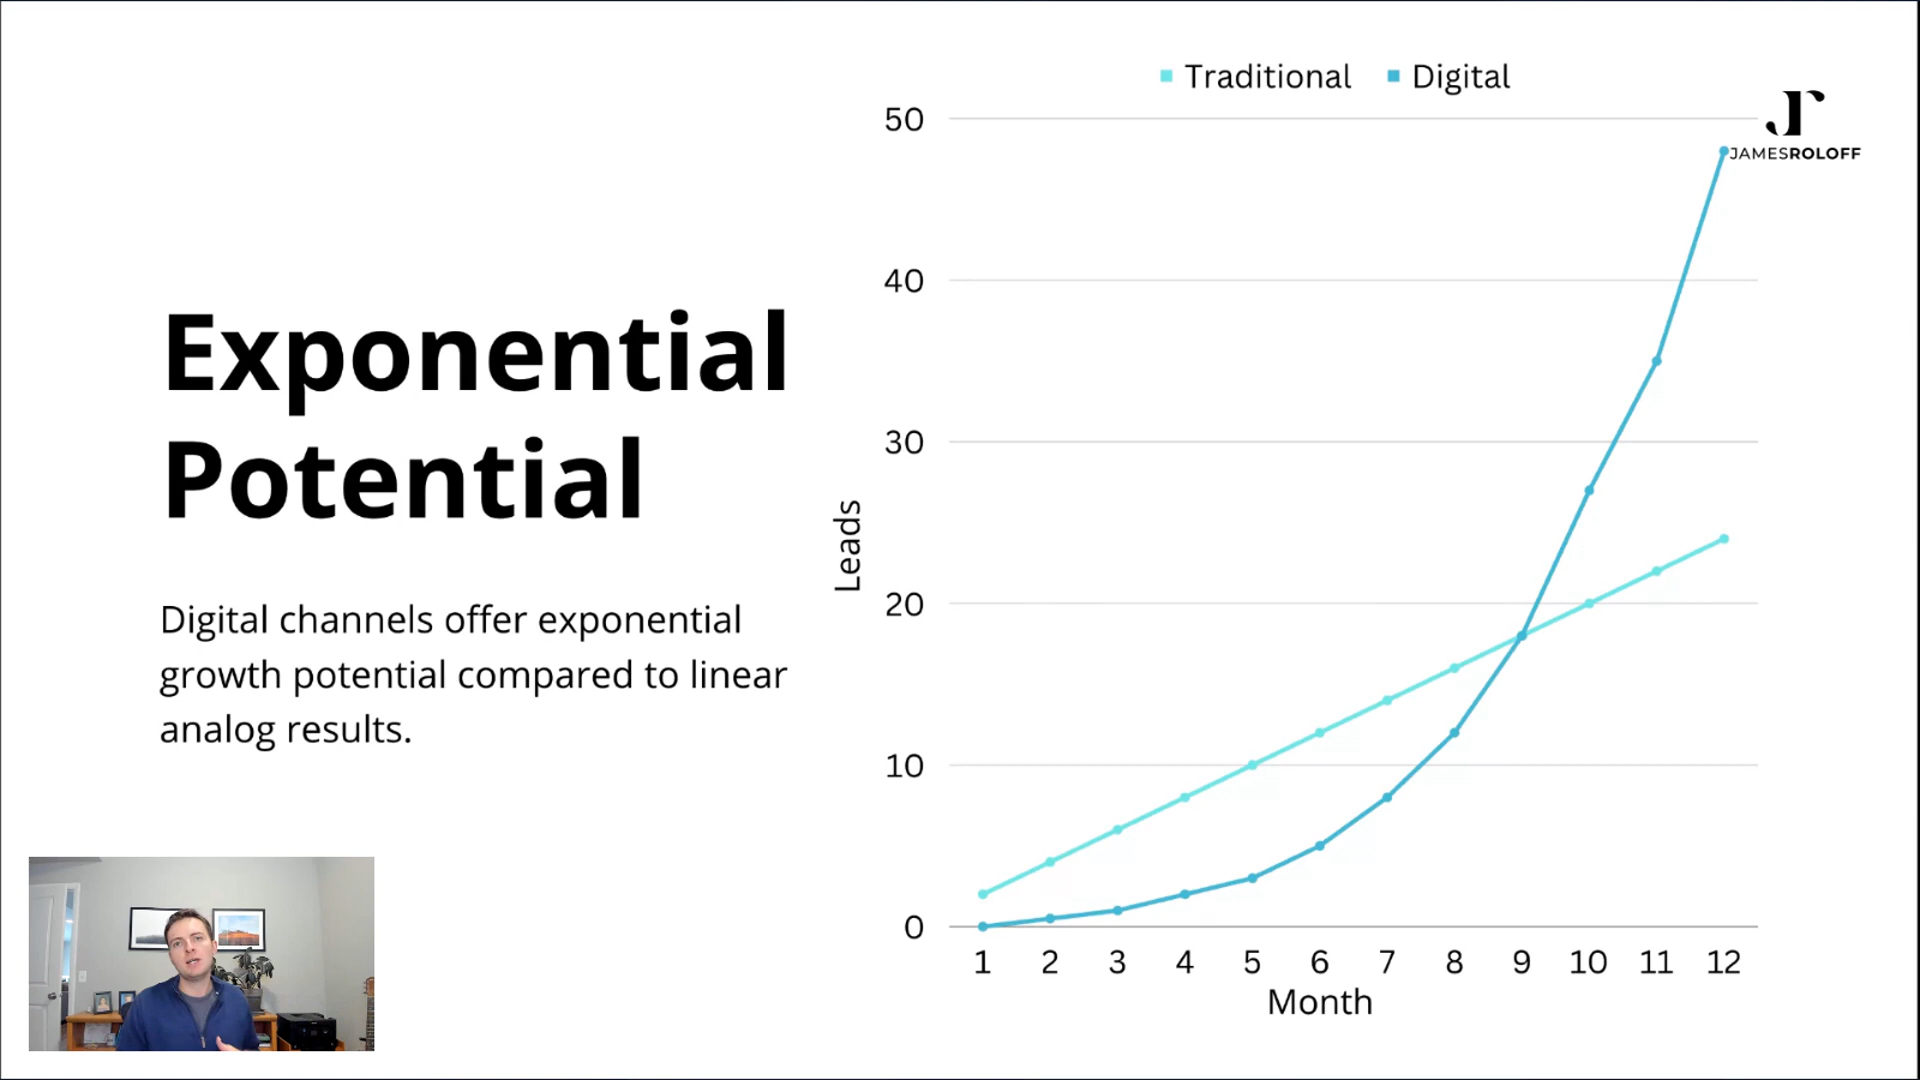 Exponential
Potential
Digital channels offer exponential
growth potential compared to linear
analog results.
Traditional Digital
JAMESROLOFF
50
40
30
20
10
0
Leads
1 2 3 4 5 6 7 8 9 10 11 12
Month